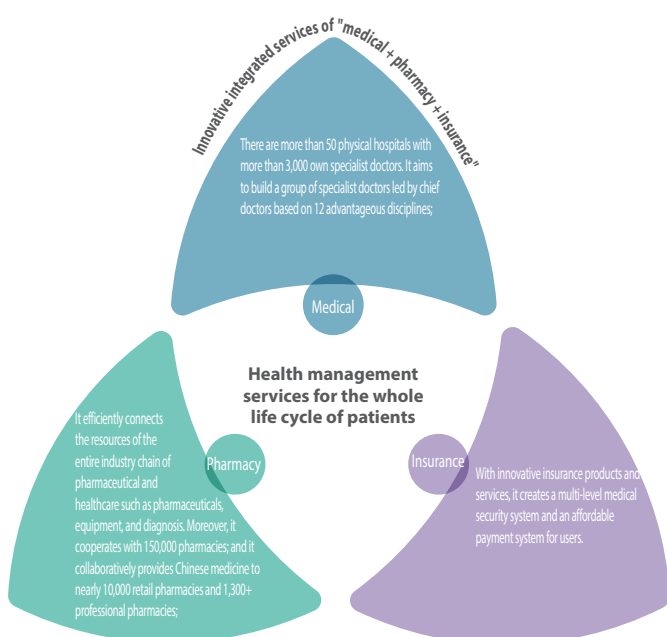 Innovative integrated services of "medical + pharmacy + insurance"
There are more than 50 physical hospitals with
more than 3,000 own specialist doctors. It aims
to build a group of specialist doctors led by chief
doctors based on 12 advantageous disciplines;
Medical
Health management
services for the whole
life cycle of patients
It efficiently connects
the resources of the
entire industry chain of
pharmaceutical and
healthcare such as pharmaceuticals,
equipment, and diagnosis. Moreover, it
cooperates with 150,000 pharmacies; and it
collaboratively provides Chinese medicine to
nearly 10,000 retail pharmacies and 1,300+
professional pharmacies;
Pharmacy
Insurance
With innovative insurance products and
services, it creates a multi-level medical
security system and an affordable
payment system for users.